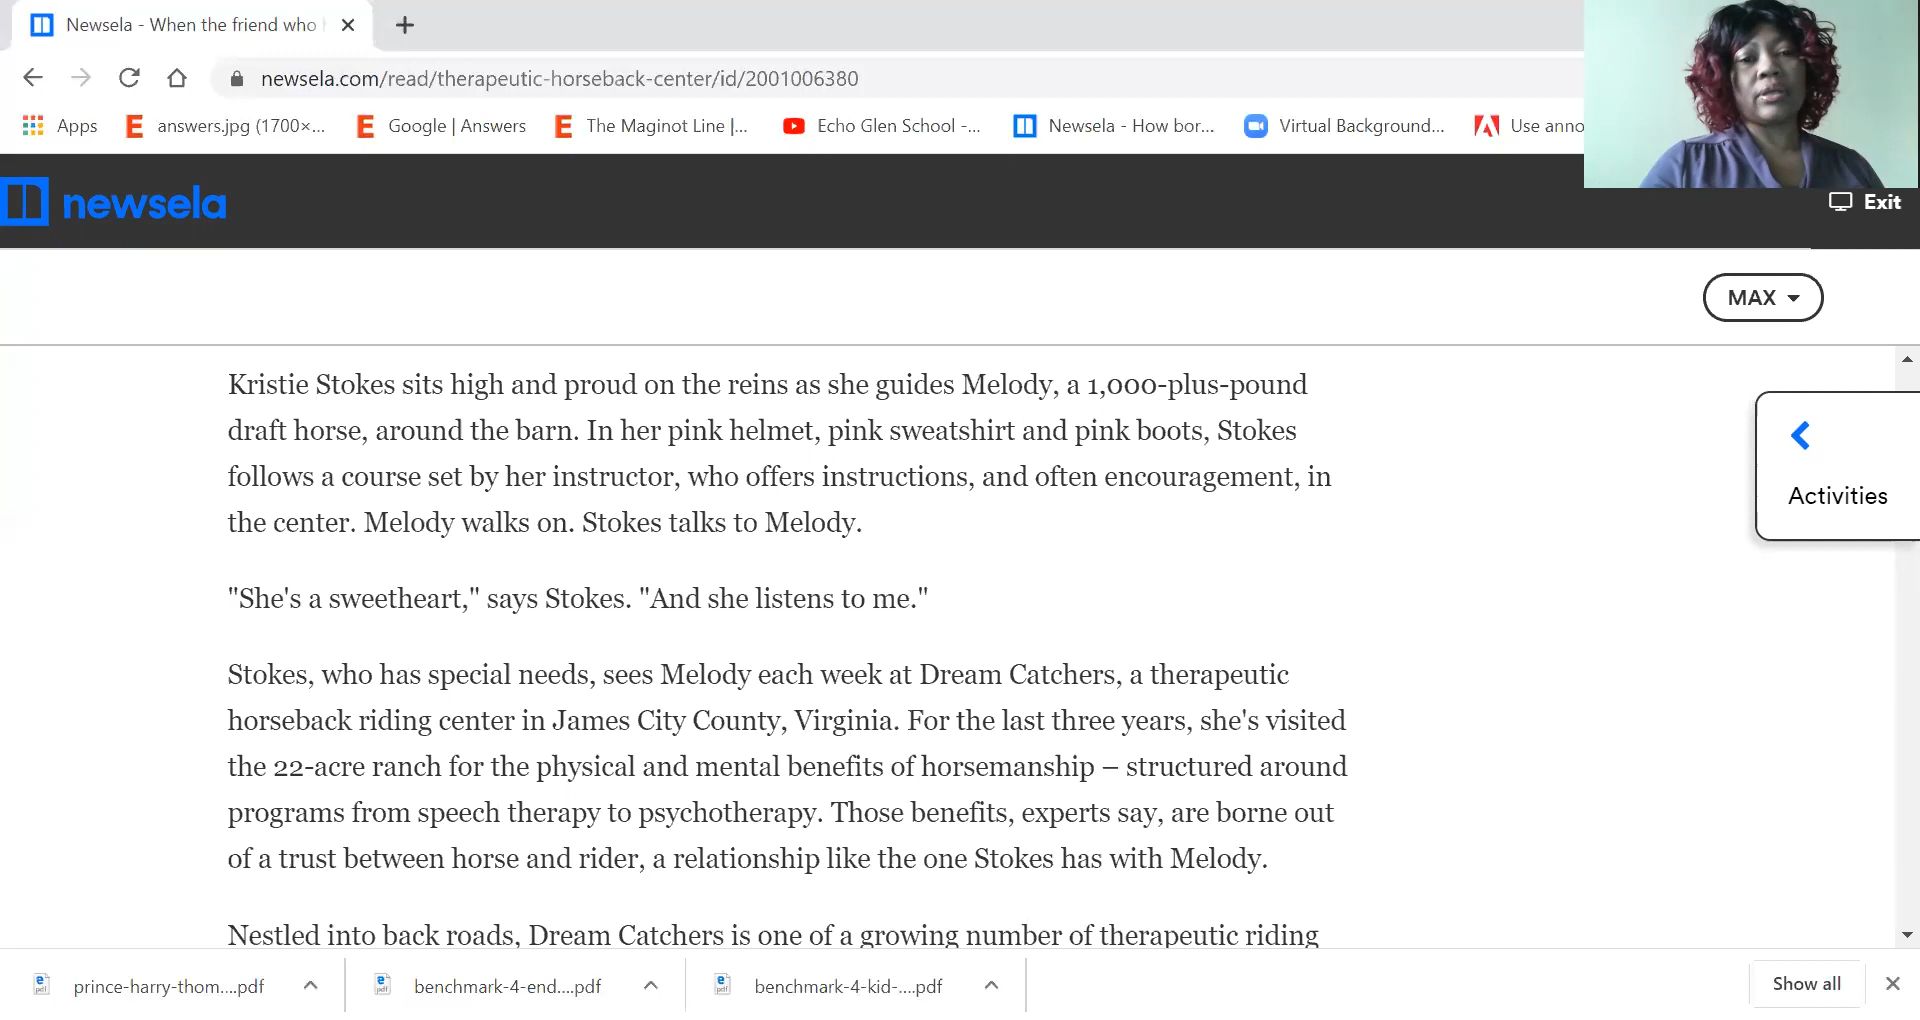 Newsela - When the friend who
newsela.com/read/therapeutic-horseback-center/id/2001006380
Apps answers.jpg (1700×... Google | Answers The Maginot Line |... Echo Glen School -... Newsela - How bor... Virtual Background... Use anno
newsela
Exit
MAX
Kristie Stokes sits high and proud on the reins as she guides Melody, a 1,000-plus-pound
draft horse, around the barn. In her pink helmet, pink sweatshirt and pink boots, Stokes
follows a course set by her instructor, who offers instructions, and often encouragement, in
the center. Melody walks on. Stokes talks to Melody.
"She's a sweetheart," says Stokes. "And she listens to me."
Stokes, who has special needs, sees Melody each week at Dream Catchers, a therapeutic
horseback riding center in James City County, Virginia. For the last three years, she's visited
the 22-acre ranch for the physical and mental benefits of horsemanship – structured around
programs from speech therapy to psychotherapy. Those benefits, experts say, are borne out
of a trust between horse and rider, a relationship like the one Stokes has with Melody.
Nestled into back roads, Dream Catchers is one of a growing number of therapeutic riding
Activities
prince-harry-thom....pdf benchmark-4-end....pdf benchmark-4-kid-....pdf Show all